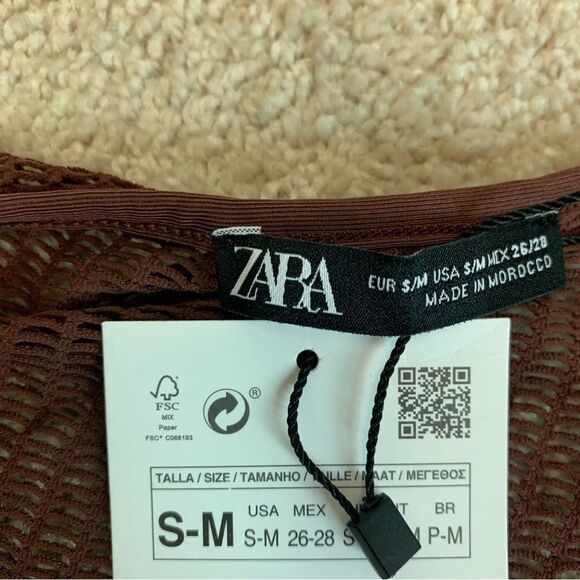 ZARA
EUR S/M USA S/M MEX 26/28
MADE IN MOROCCO
FSC
MIX
Paper
FSC® C068193
®
TALLA / SIZE / TAMANHO / TAILLE / MAAT / ΜΕΓΕΘΟΣ
USA MEX BR
S-M S-M 26-28 P-M